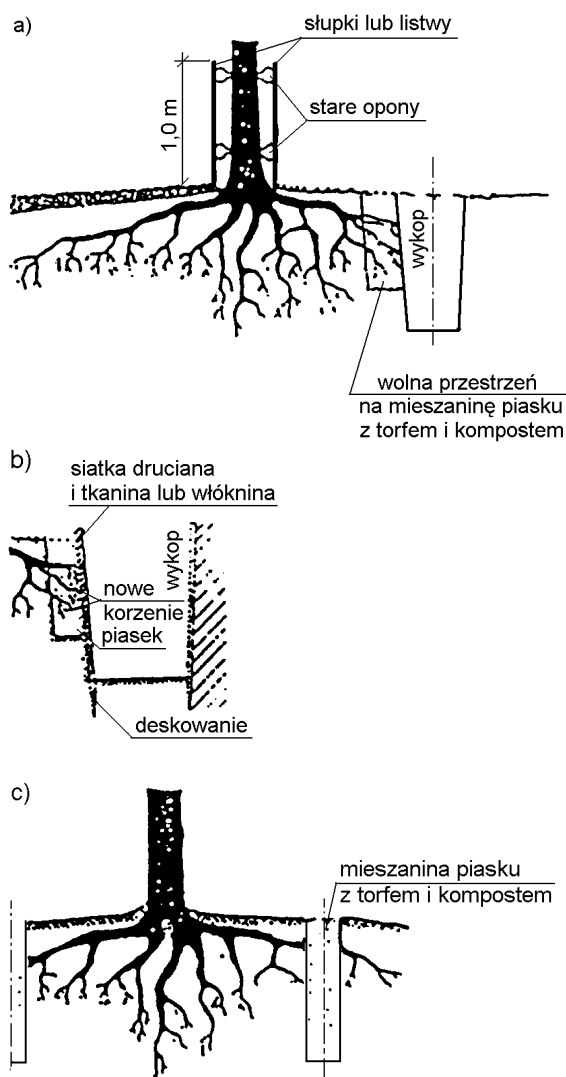 a)
słupki lub listwy
1,0 m
stare opony
wykop
wolna przestrzeń
na mieszaninę piasku
z torfem i kompostem
b)
siatka druciana
i tkanina lub włóknina
wykop
nowe
korzenie
piasek
deskowanie
c)
mieszanina piasku
z torfem i kompostem